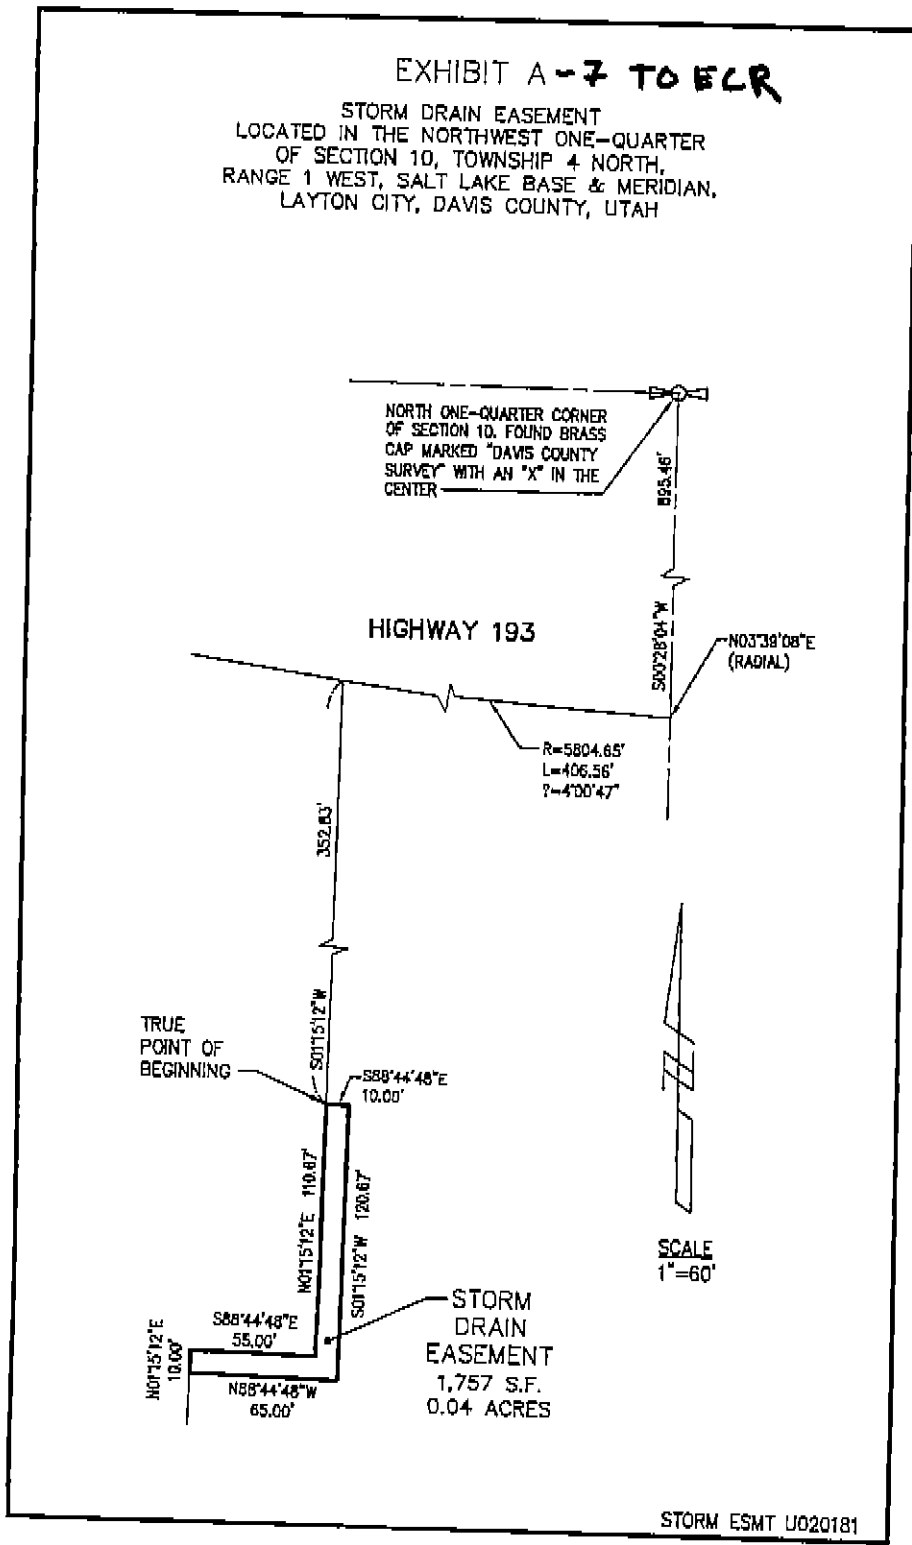 EXHIBIT A-7 TO ECR
STORM DRAIN EASEMENT
LOCATED IN THE NORTHWEST ONE-QUARTER
OF SECTION 10, TOWNSHIP 4 NORTH,
RANGE 1 WEST, SALT LAKE BASE & MERIDIAN,
LAYTON CITY, DAVIS COUNTY, UTAH
NORTH ONE-QUARTER CORNER
OF SECTION 10. FOUND BRASS
CAP MARKED "DAVIS COUNTY
SURVEY" WITH AN "X" IN THE
CENTER
S00°28'04"W
HIGHWAY 193
N03°39'08"E
(RADIAL)
R=5804.65'
L=406.56'
?=4°00'47"
352.83'
S01°15'12"W
TRUE
POINT OF
BEGINNING
S88°44'48"E
10.00'
N01°15'12"E 110.67'
S01°15'12"W 120.67'
S88°44'48"E
55.00'
N01°15'12"E
10.00'
N88°44'48"W
65.00'
STORM
DRAIN
EASEMENT
1,757 S.F.
0.04 ACRES
SCALE
1"=60'
STORM ESMT U020181